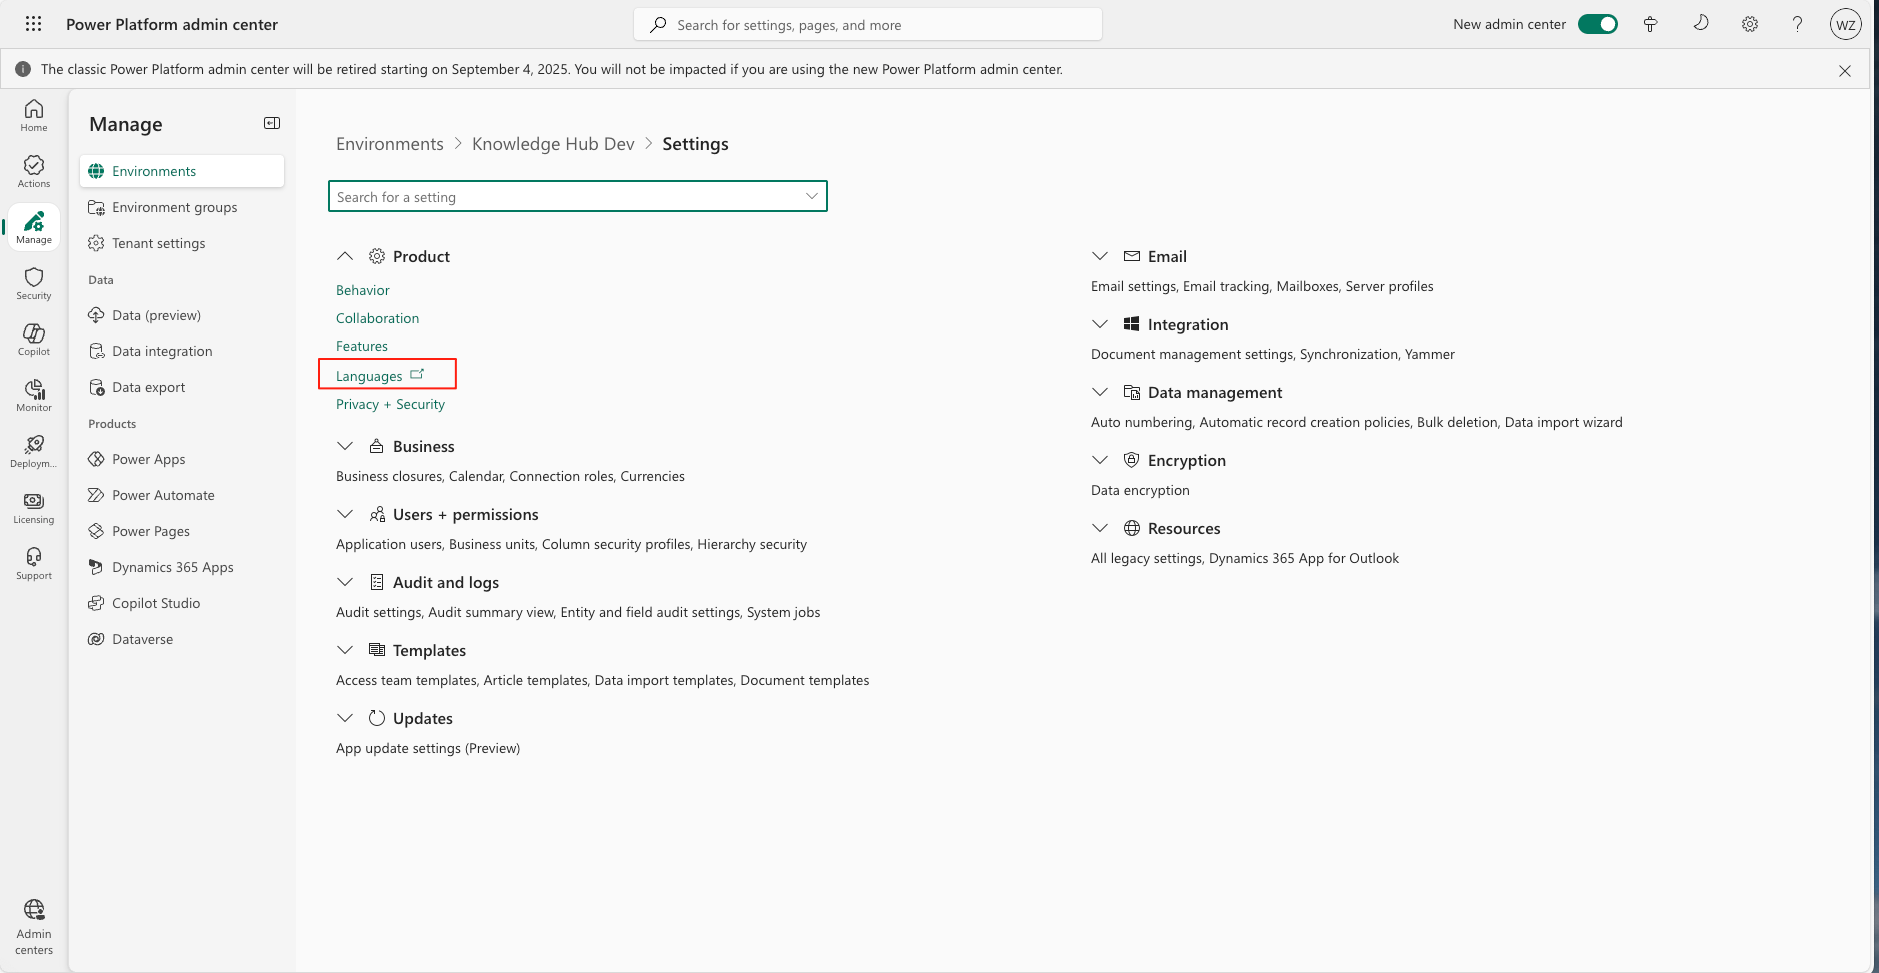 Power Platform admin center
Search for settings, pages, and more
New admin center
WZ
The classic Power Platform admin center will be retired starting on September 4, 2025. You will not be impacted if you are using the new Power Platform admin center.
Home
Actions
Manage
Security
Copilot
Monitor
Deploym...
Licensing
Support
Admin
centers
Manage
Environments
Environment groups
Tenant settings
Data
Data (preview)
Data integration
Data export
Products
Power Apps
Power Automate
Power Pages
Dynamics 365 Apps
Copilot Studio
Dataverse
Environments > Knowledge Hub Dev > Settings
Search for a setting
Product
Behavior
Collaboration
Features
Languages
Privacy + Security
Business
Business closures, Calendar, Connection roles, Currencies
Users + permissions
Application users, Business units, Column security profiles, Hierarchy security
Audit and logs
Audit settings, Audit summary view, Entity and field audit settings, System jobs
Templates
Access team templates, Article templates, Data import templates, Document templates
Updates
App update settings (Preview)
Email
Email settings, Email tracking, Mailboxes, Server profiles
Integration
Document management settings, Synchronization, Yammer
Data management
Auto numbering, Automatic record creation policies, Bulk deletion, Data import wizard
Encryption
Data encryption
Resources
All legacy settings, Dynamics 365 App for Outlook